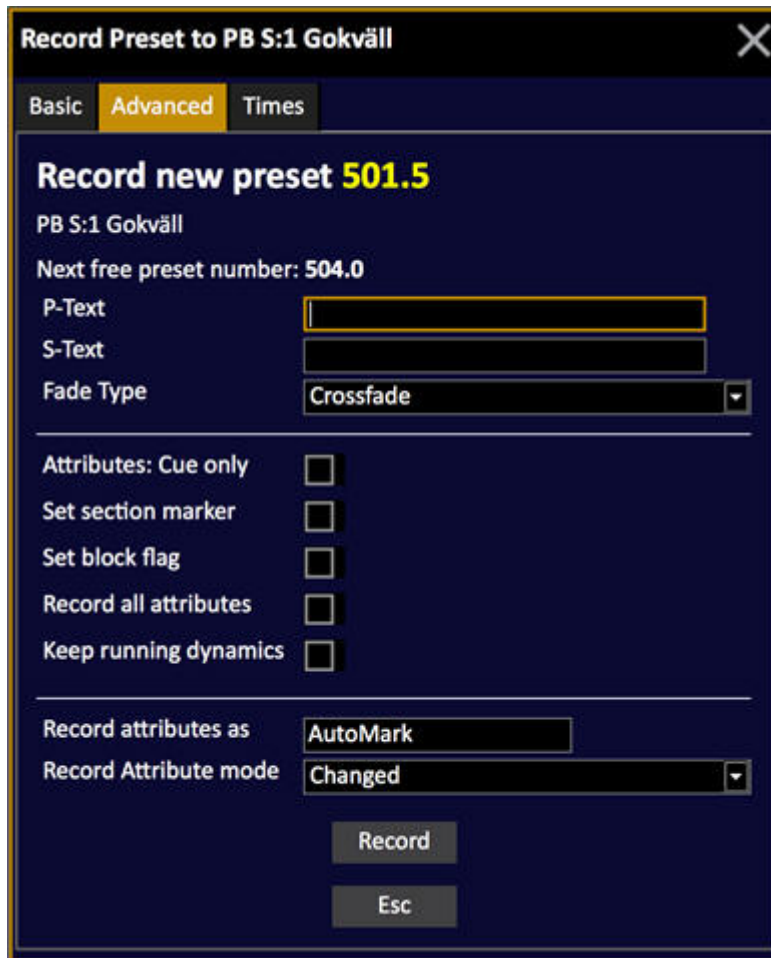 Record Preset to PB S:1 Gokväll
Basic Advanced Times
Record new preset 501.5
PB S:1 Gokväll
Next free preset number: 504.0
P-Text
S-Text
Fade Type Crossfade
Attributes: Cue only
Set section marker
Set block flag
Record all attributes
Keep running dynamics
Record attributes as AutoMark
Record Attribute mode Changed
Record
Esc